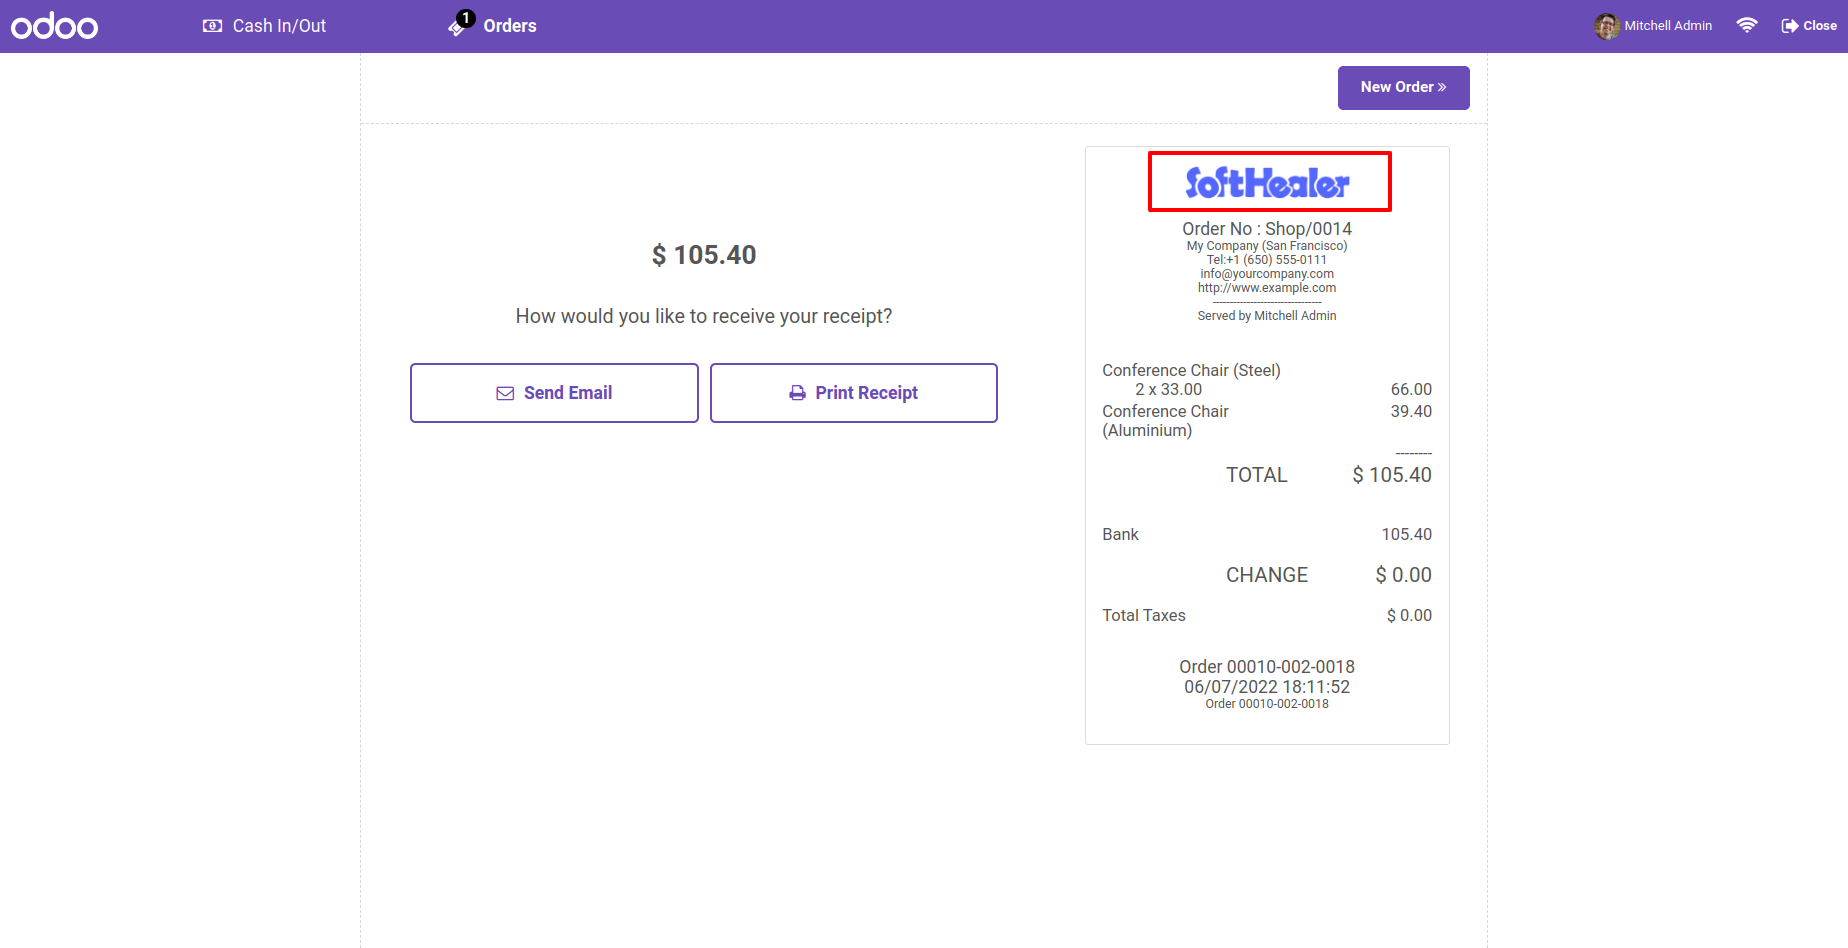 odoo
Cash In/Out
1
Orders
Mitchell Admin
Close
New Order »
$ 105.40
How would you like to receive your receipt?
Send Email
Print Receipt
SoftHealer
Order No : Shop/0014
My Company (San Francisco)
Tel:+1 (650) 555-0111
info@yourcompany.com
http://www.example.com
--------------------------------
Served by Mitchell Admin
Conference Chair (Steel)
2 x 33.00 66.00
Conference Chair 39.40
(Aluminium)
--------
TOTAL $ 105.40
Bank 105.40
CHANGE $ 0.00
Total Taxes $ 0.00
Order 00010-002-0018
06/07/2022 18:11:52
Order 00010-002-0018